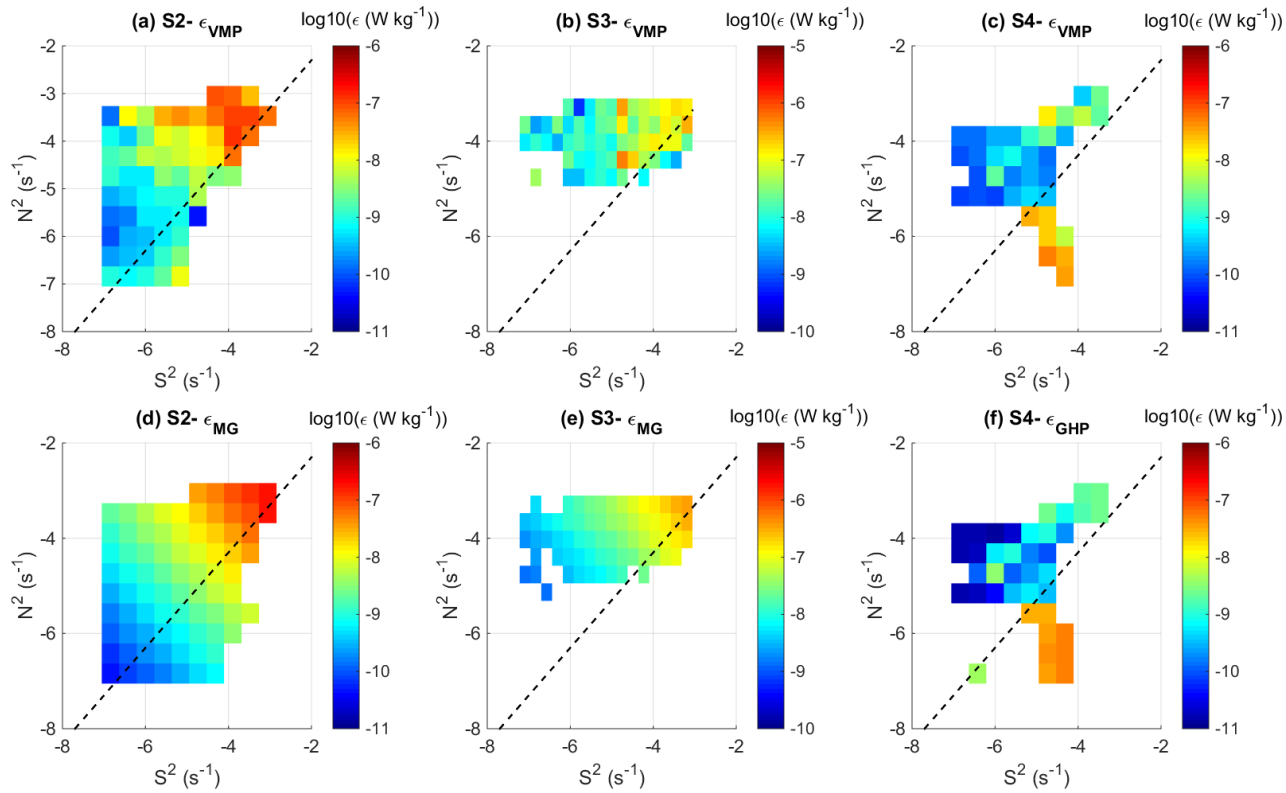 (a) S2- ϵ_VMP
log10(ϵ (W kg⁻¹))
-2
-3
-4
-5
-6
-7
-8
N² (s⁻¹)
-8 -6 -4 -2
S² (s⁻¹)
-6
-7
-8
-9
-10
-11
(b) S3- ϵ_VMP
log10(ϵ (W kg⁻¹))
-2
-4
-6
-8
N² (s⁻¹)
-8 -6 -4 -2
S² (s⁻¹)
-5
-6
-7
-8
-9
-10
(c) S4- ϵ_VMP
log10(ϵ (W kg⁻¹))
-2
-4
-6
-8
N² (s⁻¹)
-8 -6 -4 -2
S² (s⁻¹)
-6
-7
-8
-9
-10
-11
(d) S2- ϵ_MG
log10(ϵ (W kg⁻¹))
-2
-4
-6
-8
N² (s⁻¹)
-8 -6 -4 -2
S² (s⁻¹)
-6
-7
-8
-9
-10
-11
(e) S3- ϵ_MG
log10(ϵ (W kg⁻¹))
-2
-4
-6
-8
N² (s⁻¹)
-8 -6 -4 -2
S² (s⁻¹)
-5
-6
-7
-8
-9
-10
(f) S4- ϵ_GHP
log10(ϵ (W kg⁻¹))
-2
-4
-6
-8
N² (s⁻¹)
-8 -6 -4 -2
S² (s⁻¹)
-6
-7
-8
-9
-10
-11